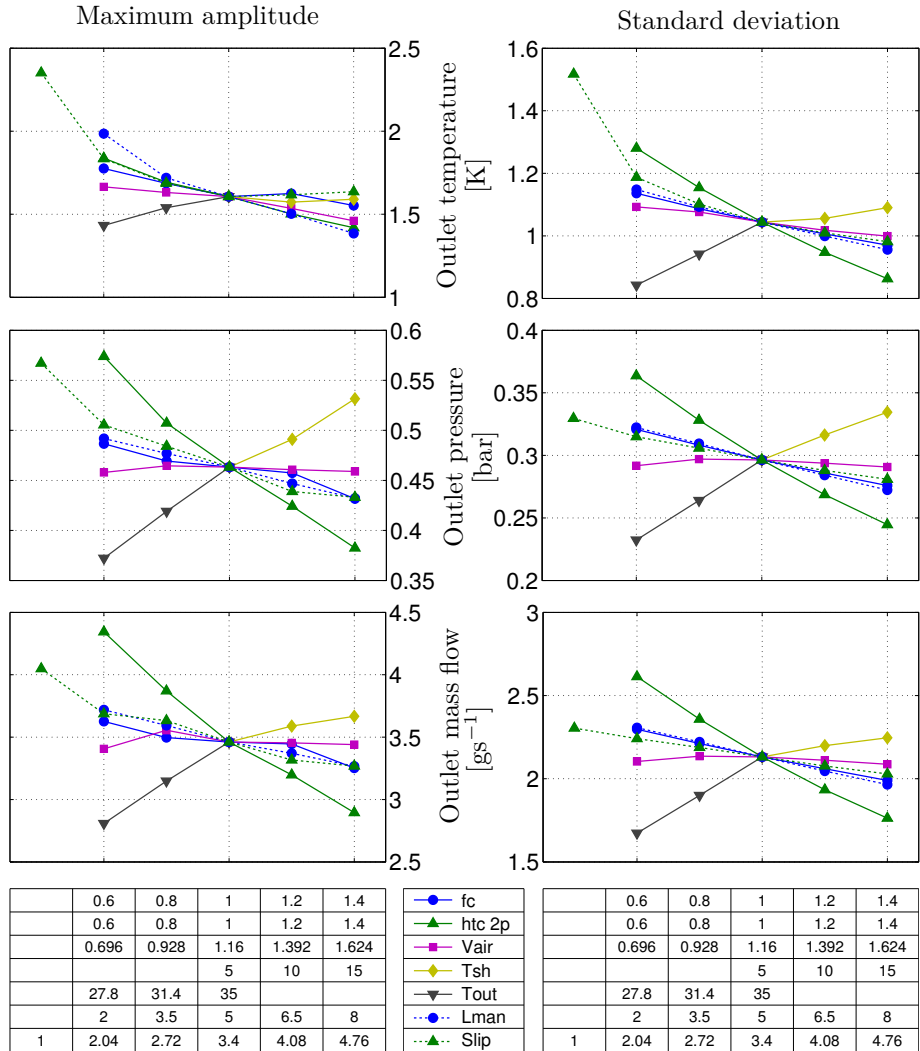 Maximum amplitude
Standard deviation
2.5
2
1.5
1
Outlet temperature
[K]
1.6
1.4
1.2
1
0.8
0.6
0.55
0.5
0.45
0.4
0.35
Outlet pressure
[bar]
0.4
0.35
0.3
0.25
0.2
4.5
4
3.5
3
2.5
Outlet mass flow
[gs−1]
3
2.5
2
1.5
0.6 0.8 1 1.2 1.4 fc 0.6 0.8 1 1.2 1.4
0.6 0.8 1 1.2 1.4 htc 2p 0.6 0.8 1 1.2 1.4
0.696 0.928 1.16 1.392 1.624 Vair 0.696 0.928 1.16 1.392 1.624
5 10 15 Tsh 5 10 15
27.8 31.4 35 Tout 27.8 31.4 35
2 3.5 5 6.5 8 Lman 2 3.5 5 6.5 8
1 2.04 2.72 3.4 4.08 4.76 Slip 1 2.04 2.72 3.4 4.08 4.76